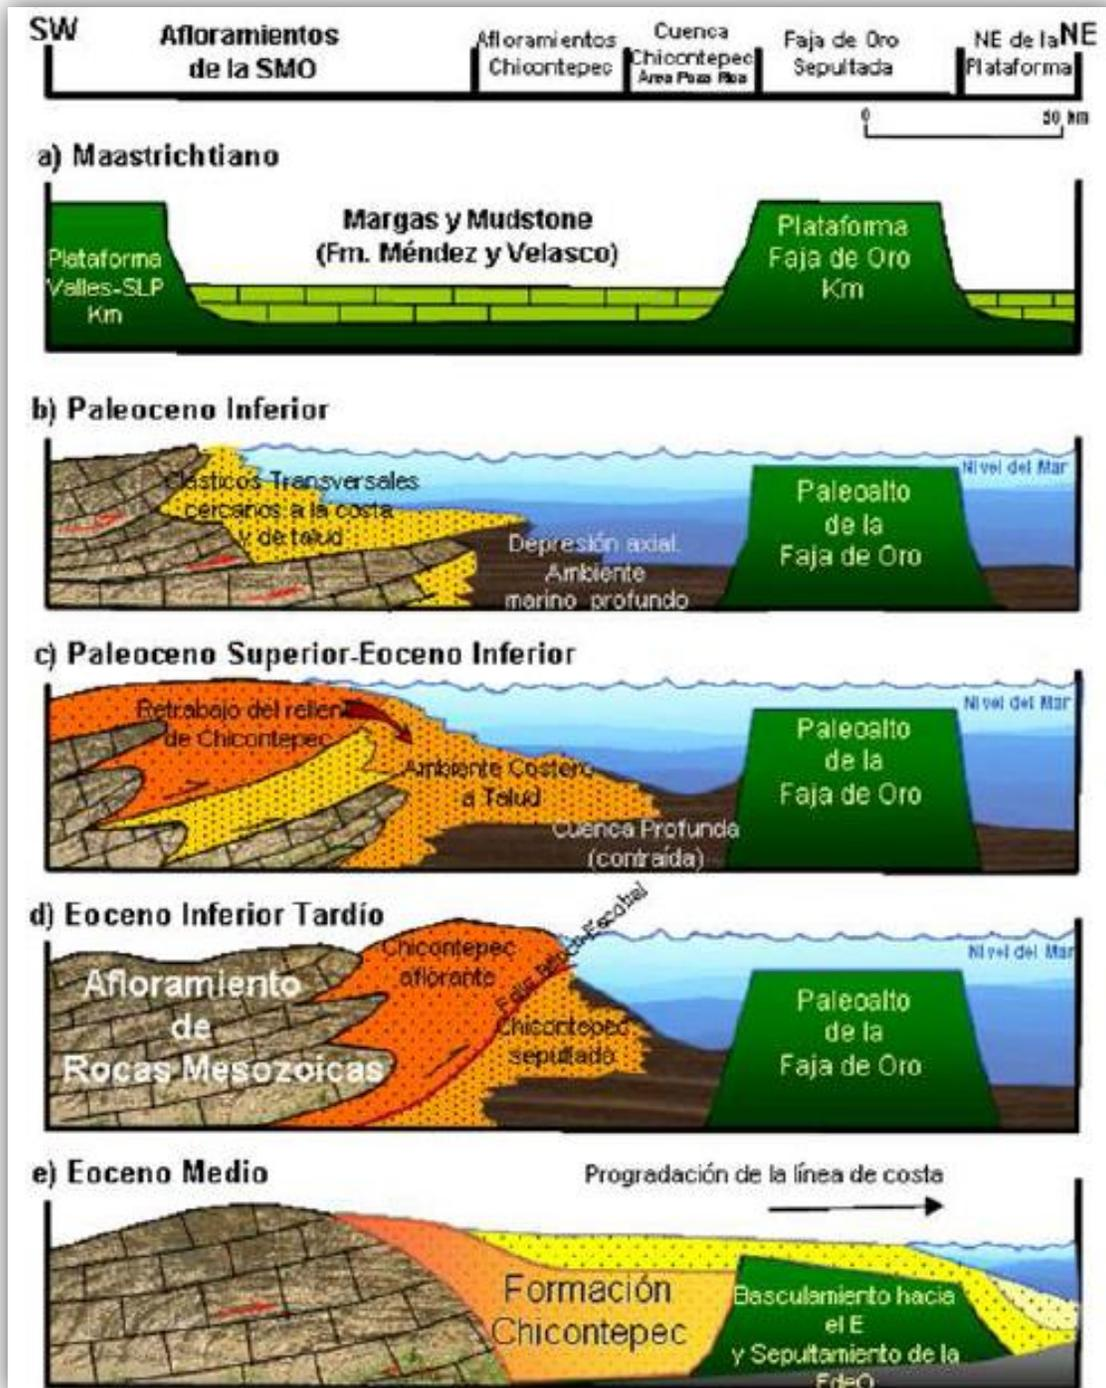 SW
Afloramientos
de la SMO
Afloramientos
Chicontepec
Cuenca
Chicontepec
Area Poza Rica
Faja de Oro
Sepultada
NE de la
Plataforma
NE
0 50 km
a) Maastrichtiano
Plataforma
Valles-SLP
Km
Margas y Mudstone
(Fm. Méndez y Velasco)
Plataforma
Faja de Oro
Km
b) Paleoceno Inferior
Clásticos Transversales
cercanos a la costa
y de talud
Depresión axial.
Ambiente
marino profundo
Paleoalto
de la
Faja de Oro
Nivel del Mar
c) Paleoceno Superior-Eoceno Inferior
Retrabajo del rellen
de Chicontepec
Ambiente Costero
a Talud
Cuenca Profunda
(contraída)
Paleoalto
de la
Faja de Oro
Nivel del Mar
d) Eoceno Inferior Tardío
Afloramiento
de
Rocas Mesozoicas
Chicontepec
aflorante
Falla
Chicontepec
sepultado
Paleoalto
de la
Faja de Oro
Nivel del Mar
e) Eoceno Medio
Progradación de la línea de costa
Formación
Chicontepec
Basculamiento hacia
el E
y Sepultamiento de la
FdeO